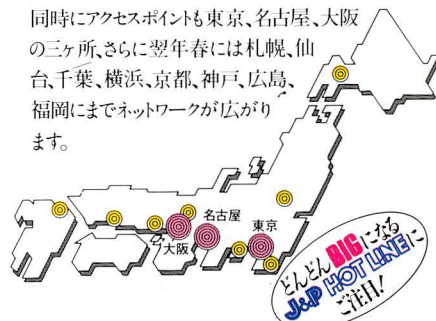 同時にアクセスポイントも東京、名古屋、大阪
の三ヶ所、さらに翌年春には札幌、仙
台、千葉、横浜、京都、神戸、広島、
福岡にまでネットワークが広がり
ます。
名古屋
東京
大阪
どんどんBIGになる
J&P HOT LINEに
ご注目!